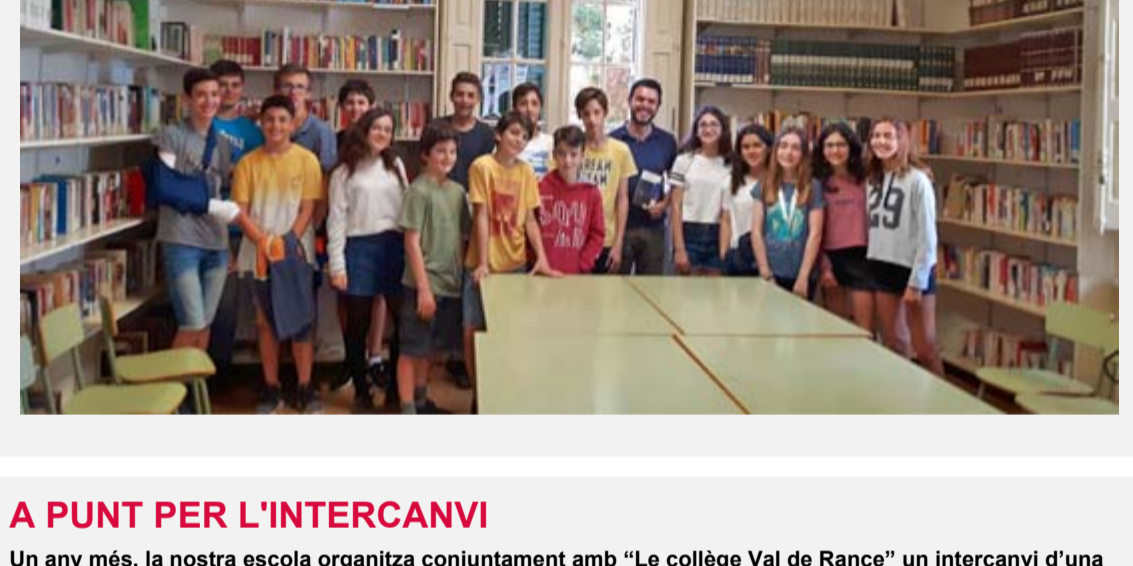 29
A PUNT PER L'INTERCANVI
Un any més, la nostra escola organitza conjuntament amb “Le collège Val de Rance” un intercanvi d’una